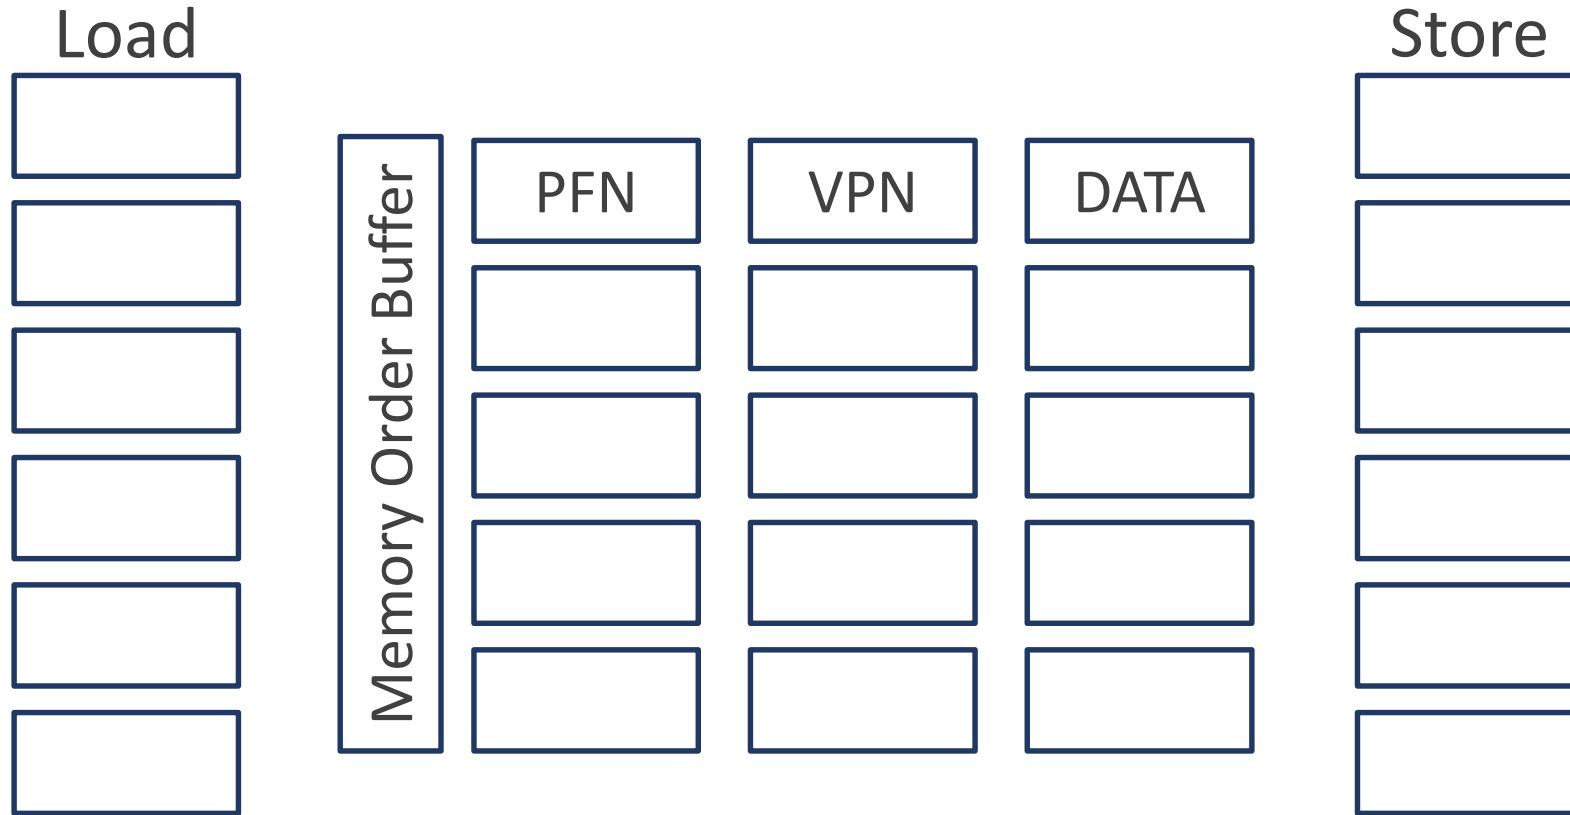 Load
Store
Memory Order Buffer
PFN
VPN
DATA